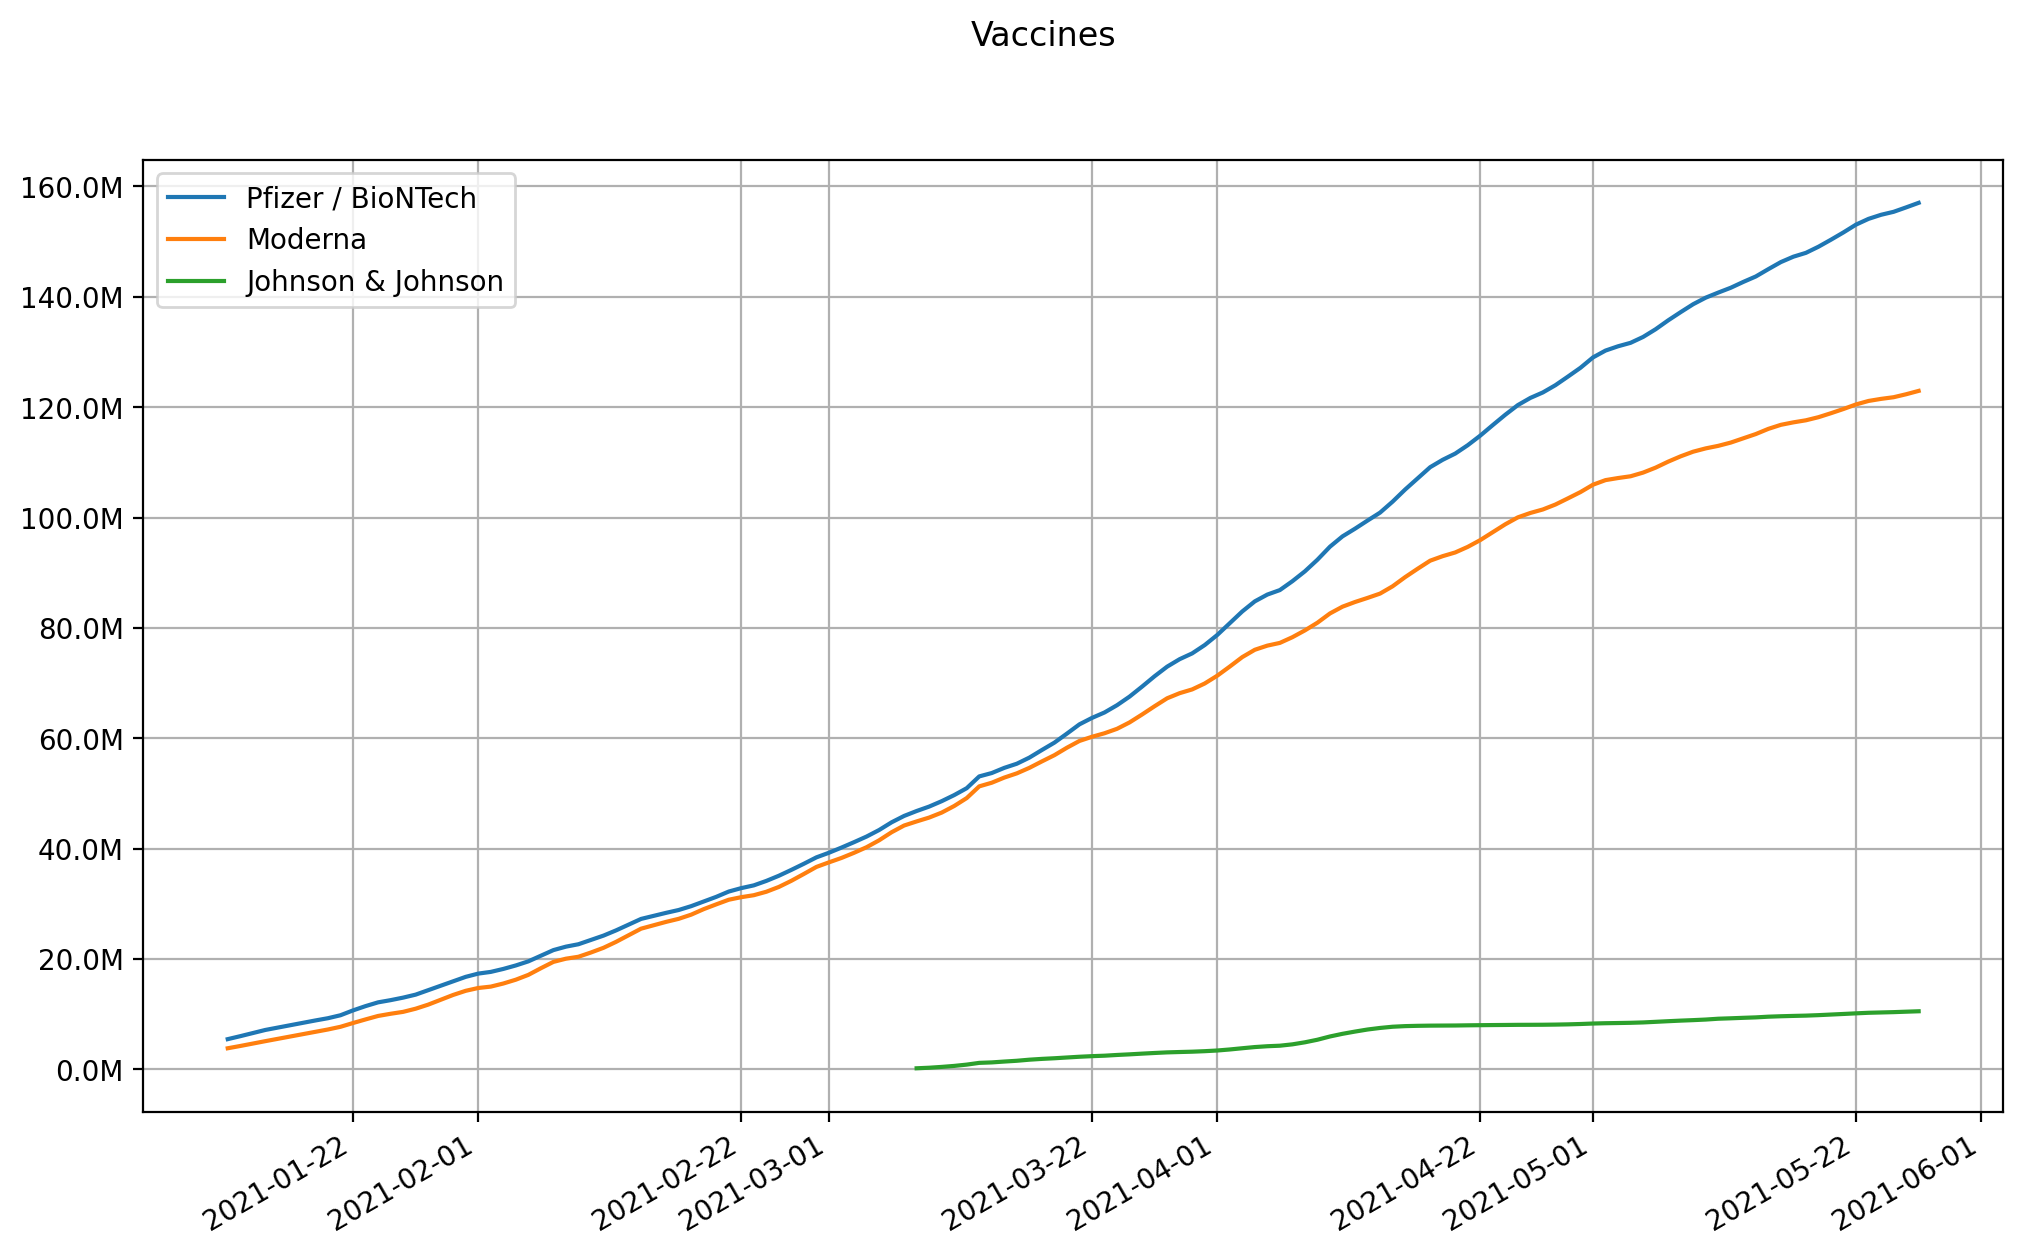 Vaccines
160.0M
140.0M
120.0M
100.0M
80.0M
60.0M
40.0M
20.0M
0.0M
Pfizer / BioNTech
Moderna
Johnson & Johnson
2021-01-22
2021-02-01
2021-02-22
2021-03-01
2021-03-22
2021-04-01
2021-04-22
2021-05-01
2021-05-22
2021-06-01